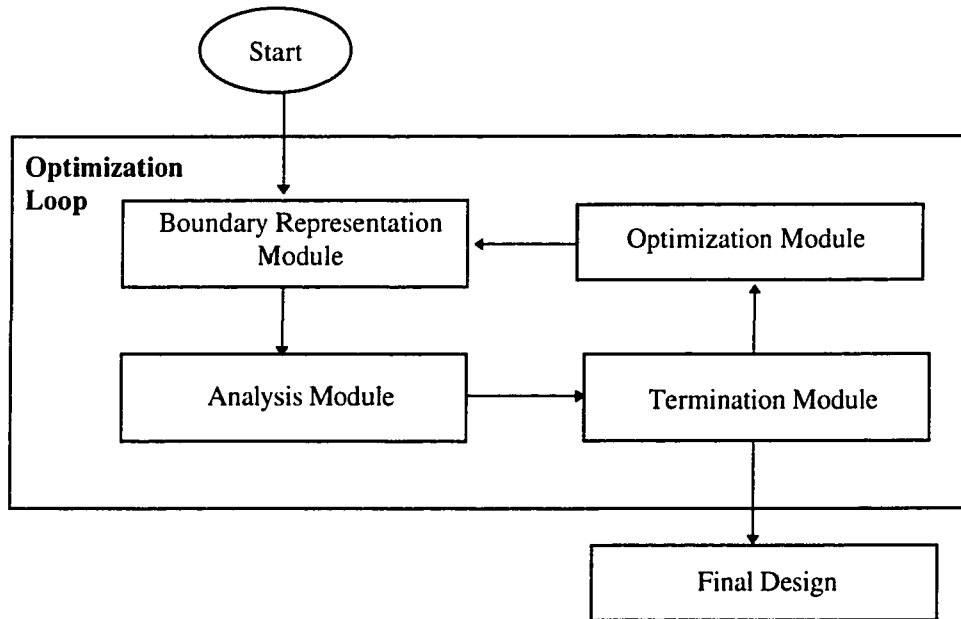 Start
Optimization
Loop
Boundary Representation
Module
Optimization Module
Analysis Module
Termination Module
Final Design